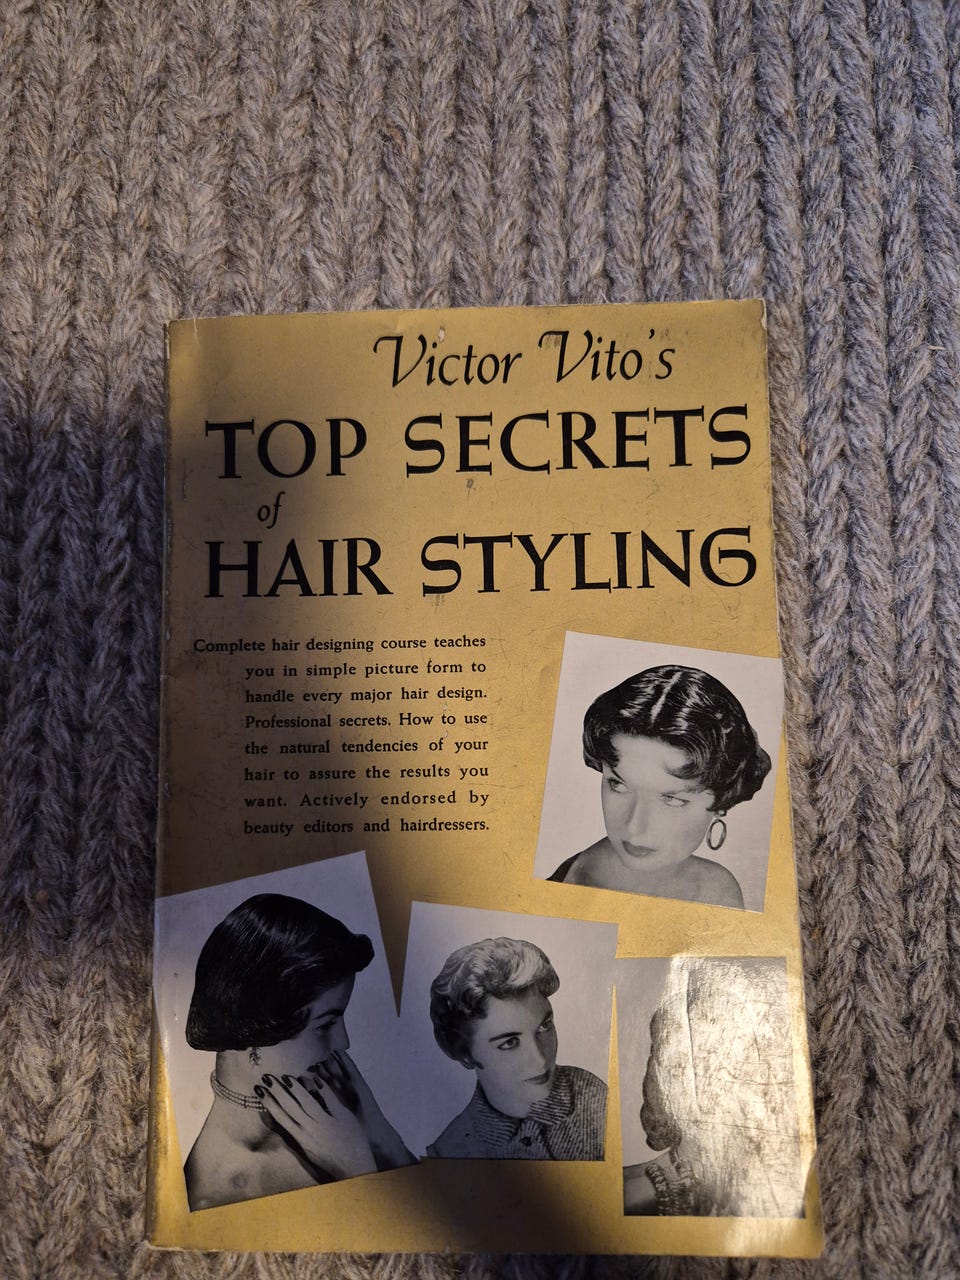 Victor Vito's
TOP SECRETS
of
HAIR STYLING
Complete hair designing course teaches
you in simple picture form to
handle every major hair design.
Professional secrets. How to use
the natural tendencies of your
hair to assure the results you
want. Actively endorsed by
beauty editors and hairdressers.